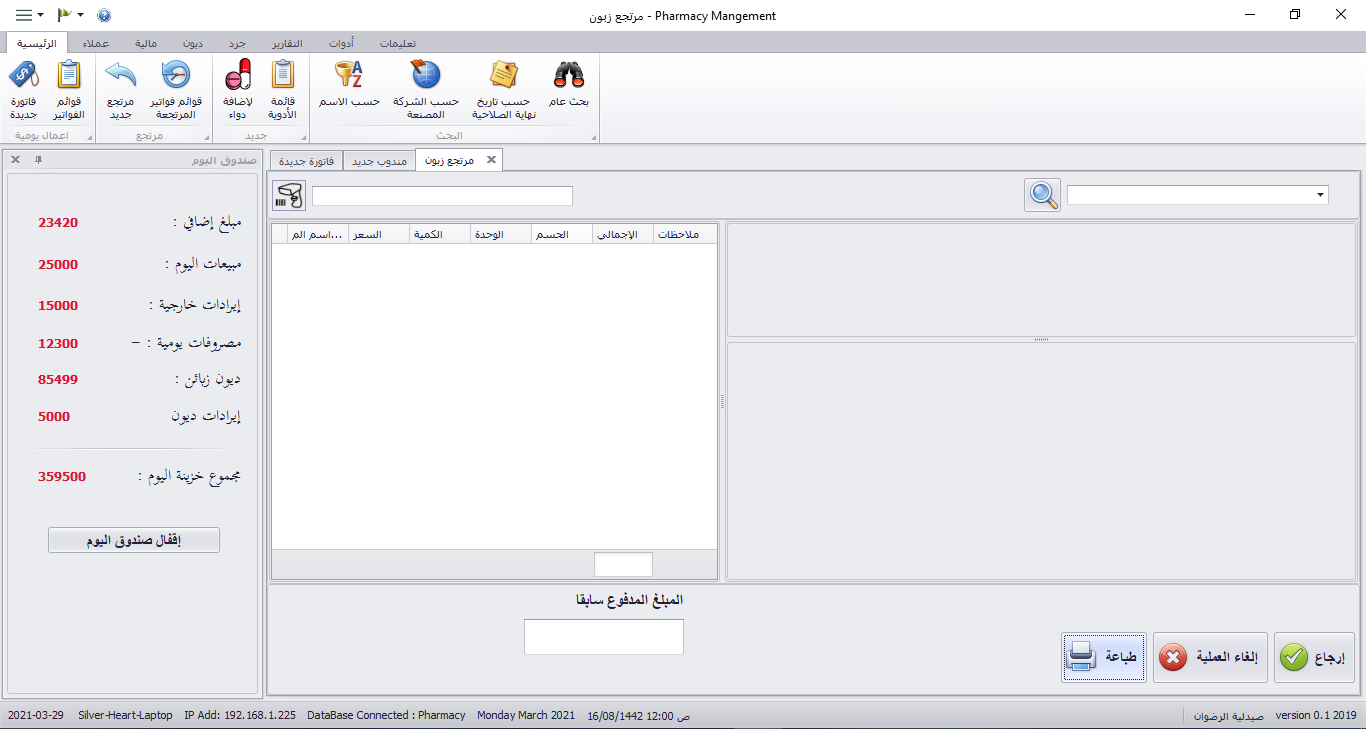 مرتجع زبون - Pharmacy Mangement
الرئيسية
عملاء
مالية
ديون
جرد
التقارير
أدوات
تعليمات
فاتورة جديدة
قوائم الفواتير
مرتجع جديد
قوائم فواتير المرتجعة
لإضافة دواء
قائمة الأدوية
حسب الاسم
حسب الشركة المصنعة
حسب تاريخ نهاية الصلاحية
بحث عام
اعمال يومية
مرتجع
جديد
البحث
صندوق اليوم
مبلغ إضافي : 23420
مبيعات اليوم : 25000
إيرادات خارجية : 15000
مصروفات يومية : − 12300
ديون زبائن : 85499
إيرادات ديون 5000
مجموع خزينة اليوم : 359500
إقفال صندوق اليوم
فاتورة جديدة
مندوب جديد
مرتجع زبون
اسم الم...
السعر
الكمية
الوحدة
الحسم
الإجمالي
ملاحظات
المبلغ المدفوع سابقا
طباعة
إلغاء العملية
إرجاع
2021-03-29 Silver-Heart-Laptop IP Add: 192.168.1.225 DataBase Connected : Pharmacy Monday March 2021 16/08/1442 12:00 ص صيدلية الرضوان version 0.1 2019